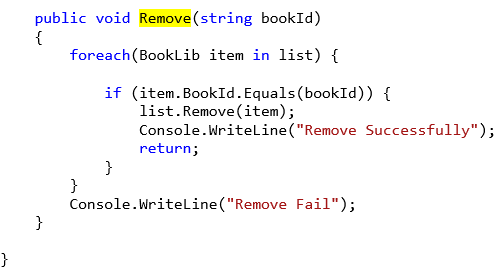 public void Remove(string bookId)
{
foreach(BookLib item in list) {
if (item.BookId.Equals(bookId)) {
list.Remove(item);
Console.WriteLine("Remove Successfully");
return;
}
}
Console.WriteLine("Remove Fail");
}
}